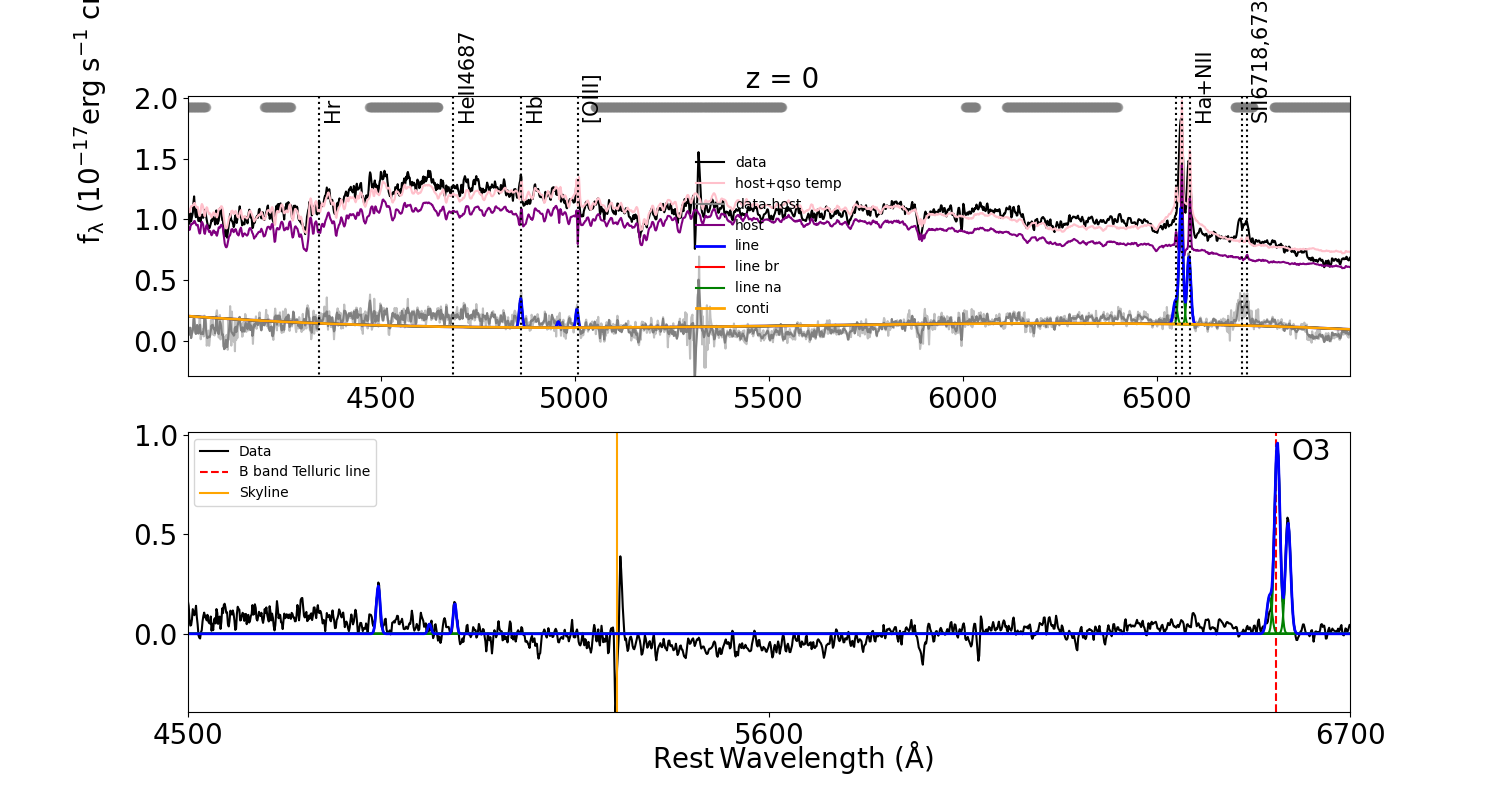 z = 0
fλ (10−17erg s−1 c
Hr
HeII4687
Hb
[OIII]
Ha+NII
SII6718,673
2.0
1.5
1.0
0.5
0.0
data
host+qso temp
data-host
host
line
line br
line na
conti
4500 5000 5500 6000 6500
1.0
0.5
0.0
Data
B band Telluric line
Skyline
O3
4500 5600 6700
Rest Wavelength (Å)